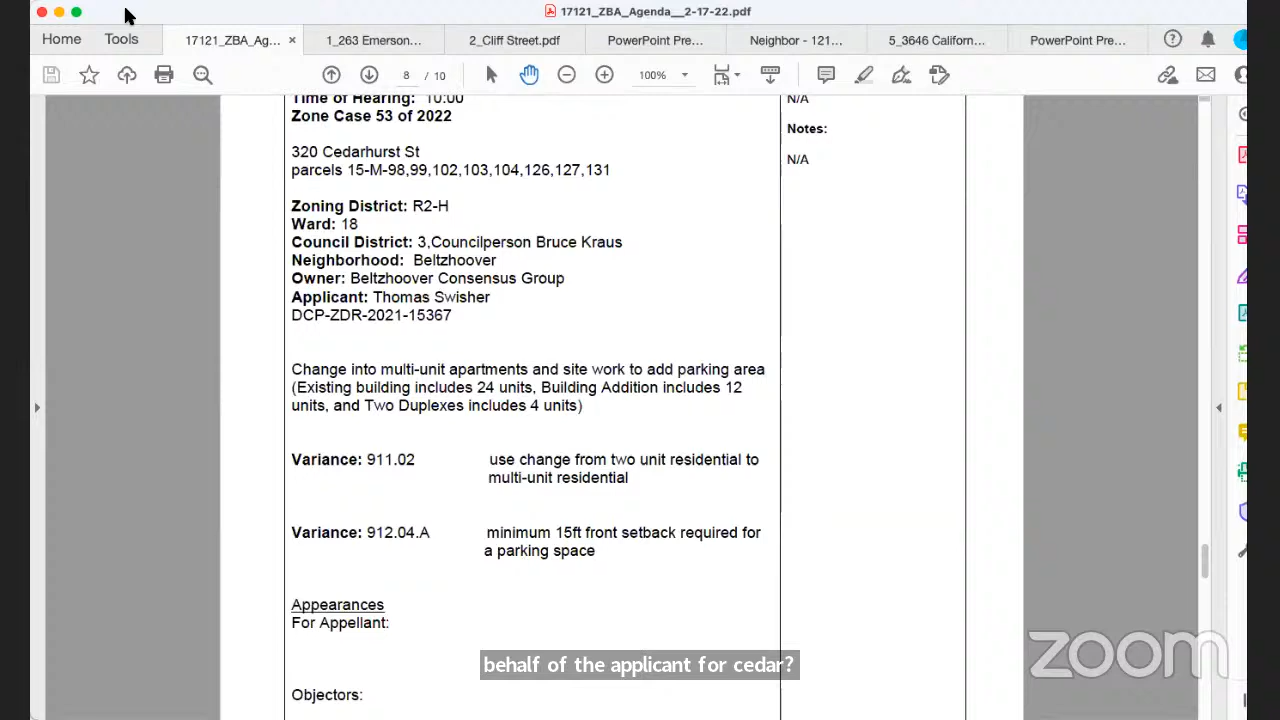 17121_ZBA_Agenda__2-17-22.pdf
Home
Tools
17121_ZBA_Ag...
×
1_263 Emerson...
2_Cliff Street.pdf
PowerPoint Pre...
Neighbor - 121...
5_3646 Californ...
PowerPoint Pre...
8 / 10
100%
Time of Hearing: 10:00
Zone Case 53 of 2022
N/A
Notes:
N/A
320 Cedarhurst St
parcels 15-M-98,99,102,103,104,126,127,131
Zoning District: R2-H
Ward: 18
Council District: 3,Councilperson Bruce Kraus
Neighborhood: Beltzhoover
Owner: Beltzhoover Consensus Group
Applicant: Thomas Swisher
DCP-ZDR-2021-15367
Change into multi-unit apartments and site work to add parking area
(Existing building includes 24 units, Building Addition includes 12
units, and Two Duplexes includes 4 units)
Variance: 911.02 use change from two unit residential to
multi-unit residential
Variance: 912.04.A minimum 15ft front setback required for
a parking space
Appearances
For Appellant:
behalf of the applicant for cedar?
Objectors:
zoom